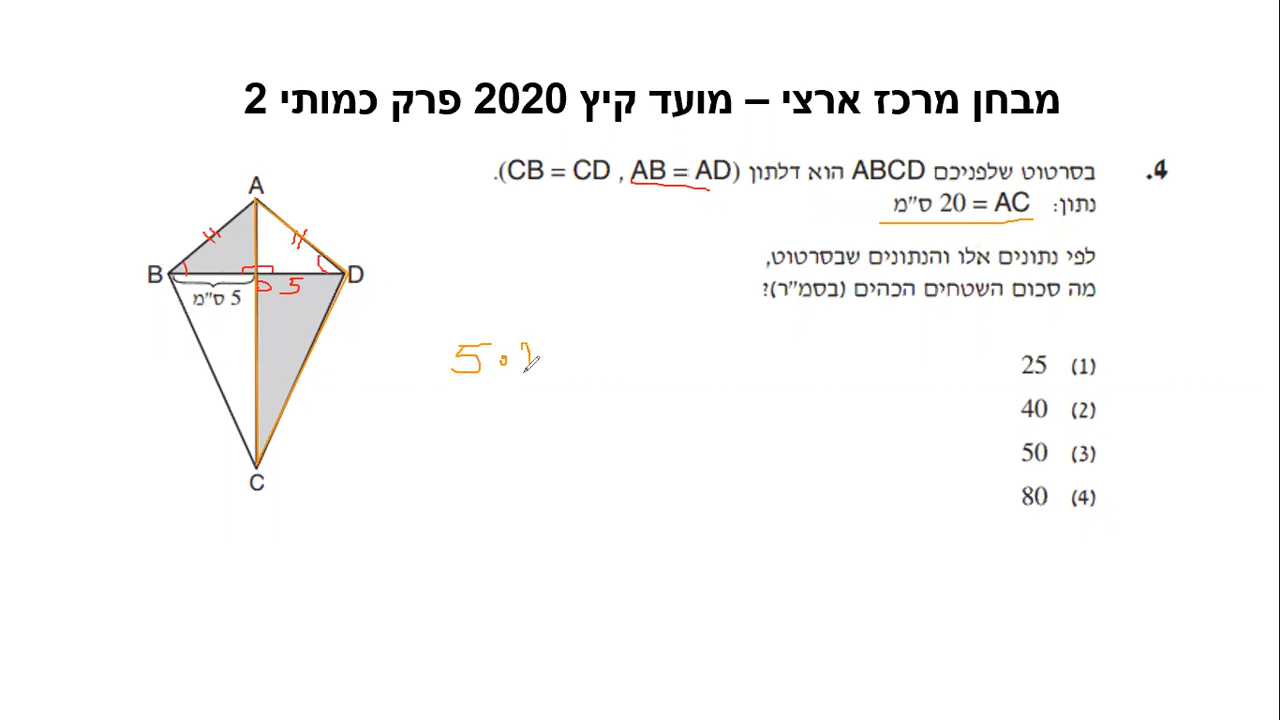 מבחן מרכז ארצי – מועד קיץ 2020 פרק כמותי 2
4. בסרטוט שלפניכם ABCD הוא דלתון (CB = CD , AB = AD).
נתון: AC = 20 ס"מ
לפי נתונים אלו והנתונים שבסרטוט,
מה סכום השטחים הכהים (בסמ"ר)?
(1) 25
(2) 40
(3) 50
(4) 80
A
B
D
5 ס"מ
5
C
5 ·